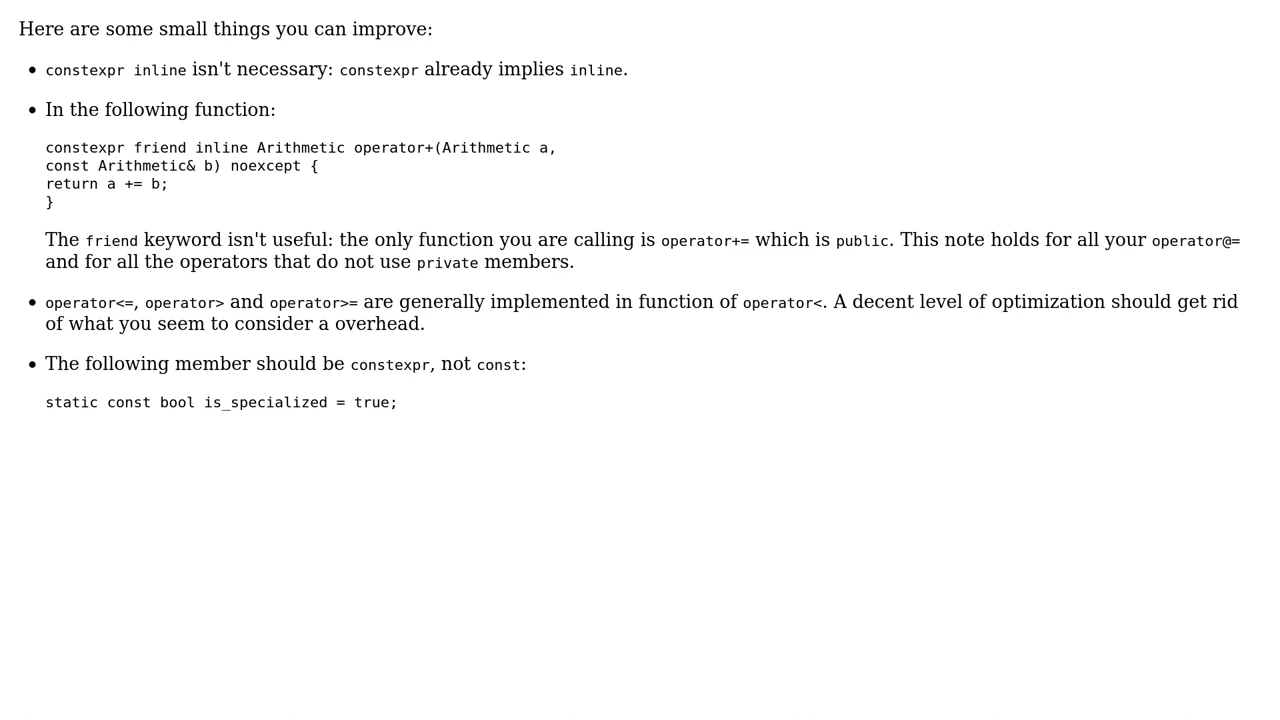 Here are some small things you can improve:
• constexpr inline isn't necessary: constexpr already implies inline.
• In the following function:
constexpr friend inline Arithmetic operator+(Arithmetic a,
const Arithmetic& b) noexcept {
return a += b;
}
The friend keyword isn't useful: the only function you are calling is operator+= which is public. This note holds for all your operator@=
and for all the operators that do not use private members.
• operator<=, operator> and operator>= are generally implemented in function of operator<. A decent level of optimization should get rid
of what you seem to consider a overhead.
• The following member should be constexpr, not const:
static const bool is_specialized = true;